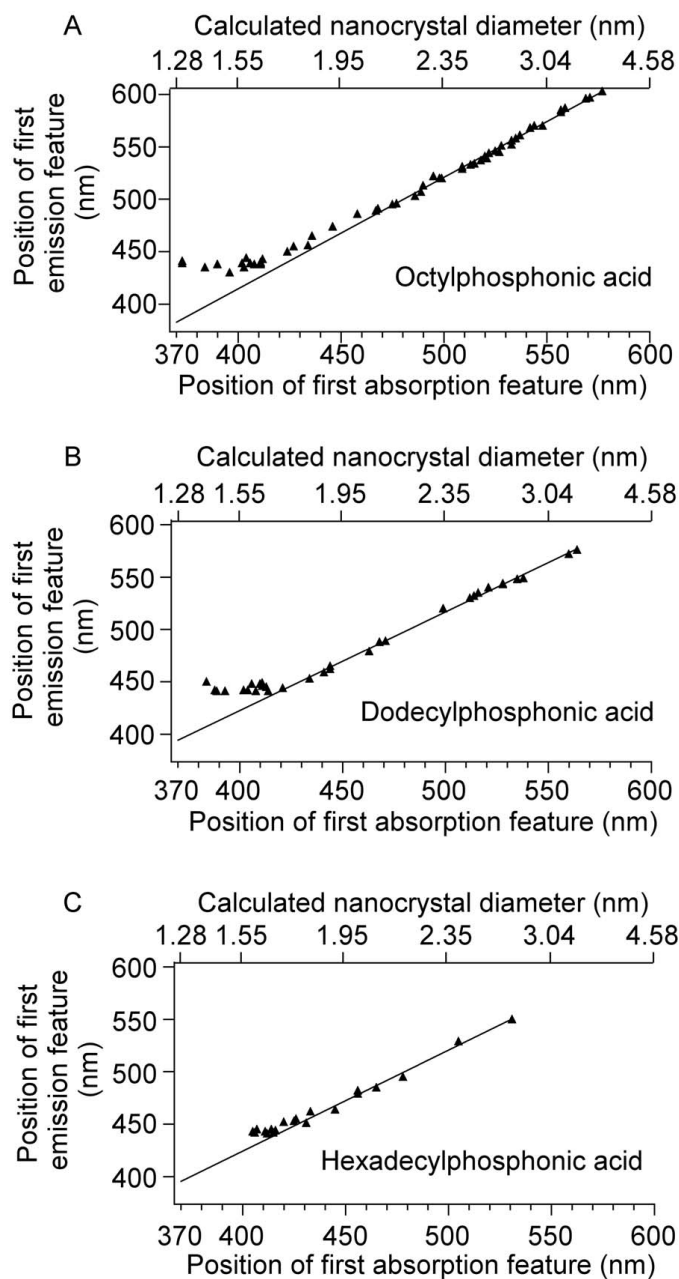 A
Calculated nanocrystal diameter (nm)
1.28 1.55 1.95 2.35 3.04 4.58
Position of first
emission feature
(nm)
600
550
500
450
400
Octylphosphonic acid
370 400 450 500 550 600
Position of first absorption feature (nm)
B
Calculated nanocrystal diameter (nm)
1.28 1.55 1.95 2.35 3.04 4.58
Position of first
emission feature
(nm)
600
550
500
450
400
Dodecylphosphonic acid
370 400 450 500 550 600
Position of first absorption feature (nm)
C
Calculated nanocrystal diameter (nm)
1.28 1.55 1.95 2.35 3.04 4.58
Position of first
emission feature
(nm)
600
550
500
450
400
Hexadecylphosphonic acid
370 400 450 500 550 600
Position of first absorption feature (nm)